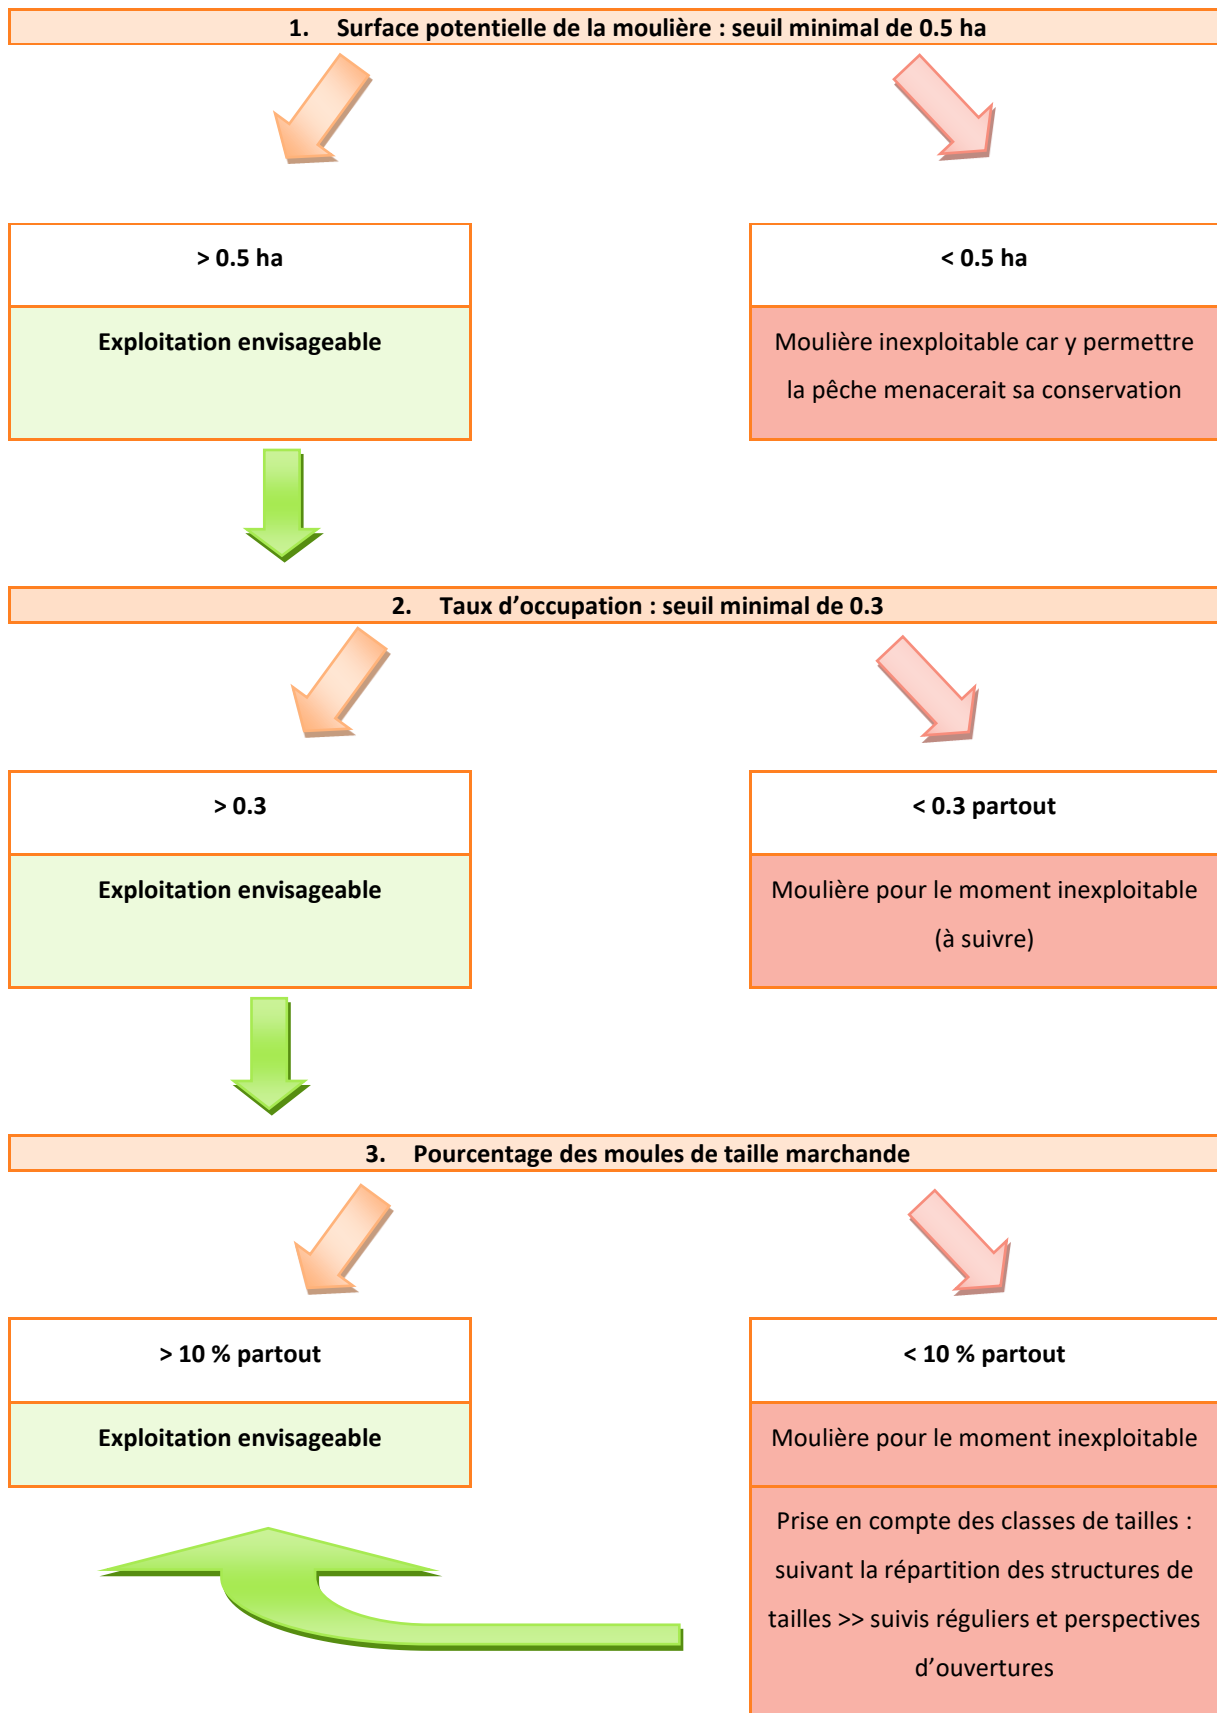 1. Surface potentielle de la moulière : seuil minimal de 0.5 ha
> 0.5 ha
Exploitation envisageable
< 0.5 ha
Moulière inexploitable car y permettre
la pêche menacerait sa conservation
2. Taux d’occupation : seuil minimal de 0.3
> 0.3
Exploitation envisageable
< 0.3 partout
Moulière pour le moment inexploitable
(à suivre)
3. Pourcentage des moules de taille marchande
> 10 % partout
Exploitation envisageable
< 10 % partout
Moulière pour le moment inexploitable
Prise en compte des classes de tailles :
suivant la répartition des structures de
tailles >> suivis réguliers et perspectives
d’ouvertures